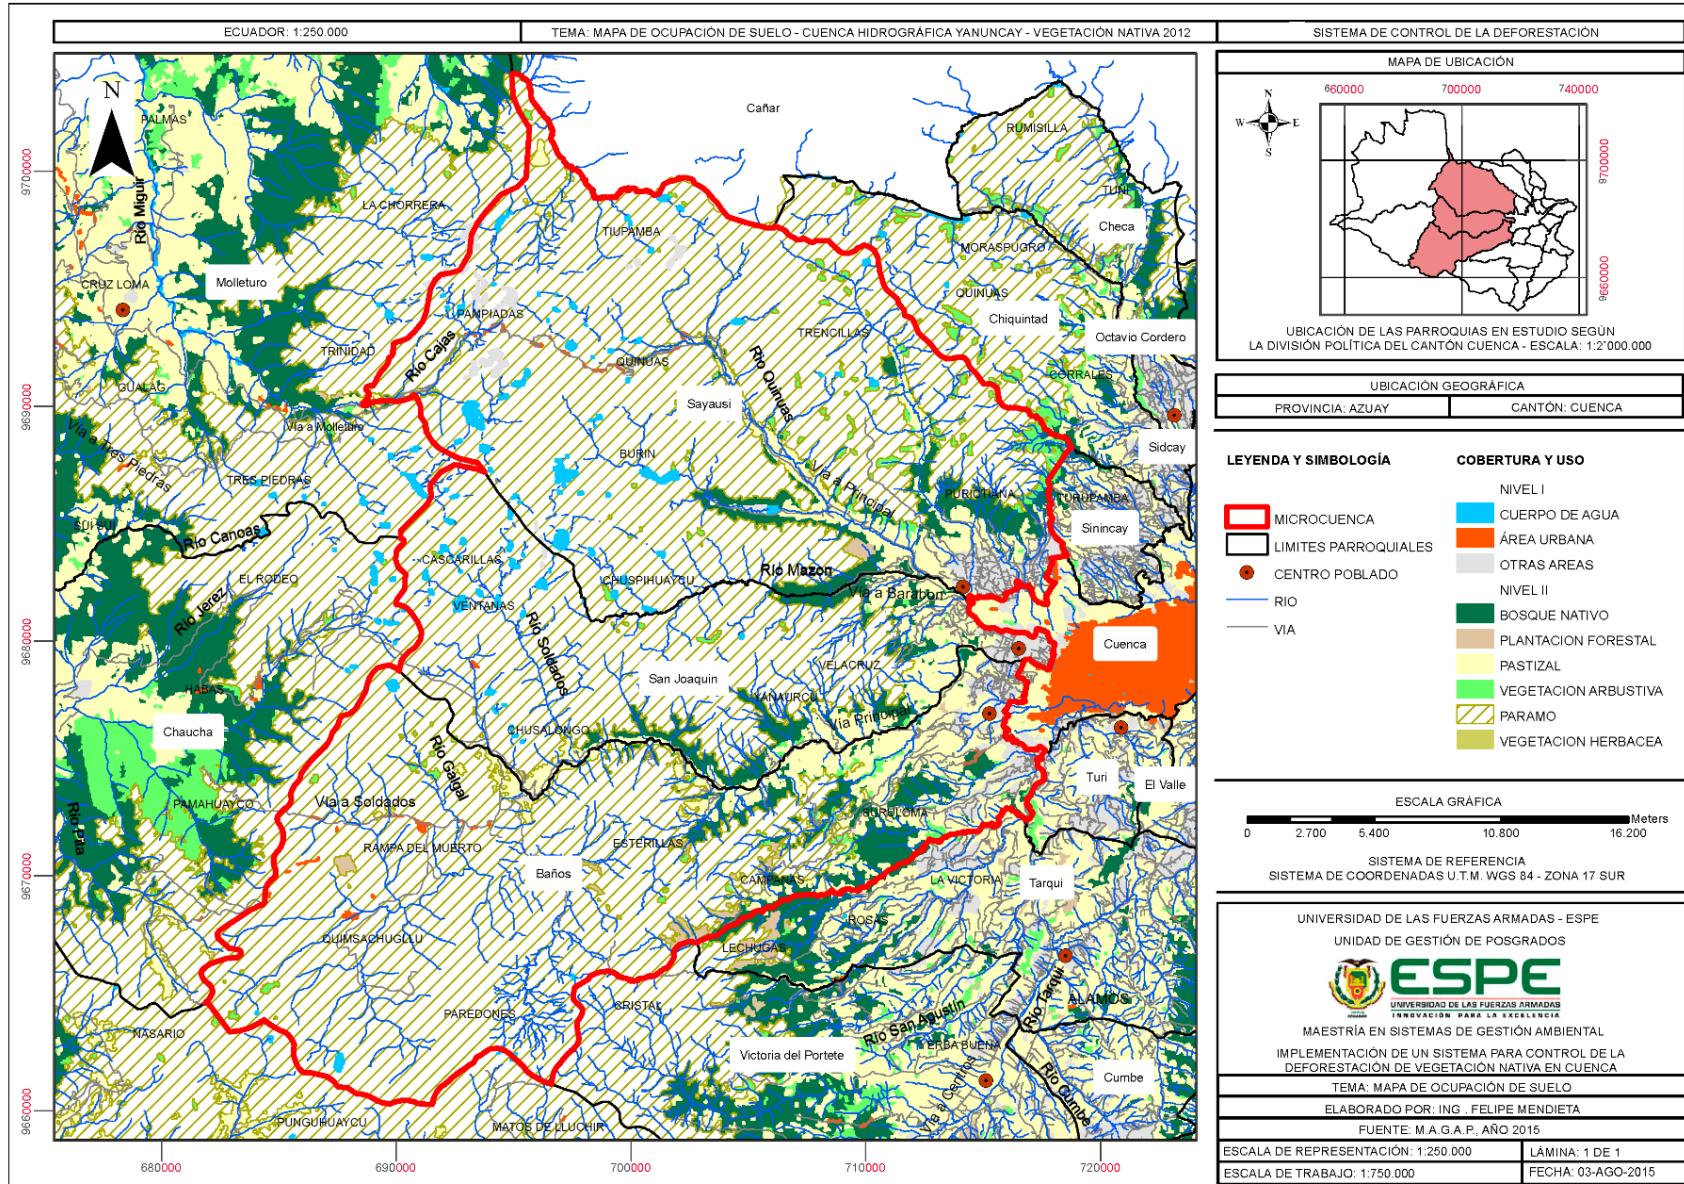 ECUADOR: 1:250.000
TEMA: MAPA DE OCUPACIÓN DE SUELO - CUENCA HIDROGRÁFICA YANUNCAY - VEGETACIÓN NATIVA 2012
SISTEMA DE CONTROL DE LA DEFORESTACIÓN
MAPA DE UBICACIÓN
660000
700000
740000
9700000
9660000
N
W
E
S
UBICACIÓN DE LAS PARROQUIAS EN ESTUDIO SEGÚN
LA DIVISIÓN POLÍTICA DEL CANTÓN CUENCA - ESCALA: 1:2'000.000
UBICACIÓN GEOGRÁFICA
PROVINCIA: AZUAY
CANTÓN: CUENCA
LEYENDA Y SIMBOLOGÍA
MICROCUENCA
LIMITES PARROQUIALES
CENTRO POBLADO
RIO
VIA
COBERTURA Y USO
NIVEL I
CUERPO DE AGUA
ÁREA URBANA
OTRAS AREAS
NIVEL II
BOSQUE NATIVO
PLANTACION FORESTAL
PASTIZAL
VEGETACION ARBUSTIVA
PARAMO
VEGETACION HERBACEA
ESCALA GRÁFICA
0 2.700 5.400 10.800 16.200 Meters
SISTEMA DE REFERENCIA
SISTEMA DE COORDENADAS U.T.M. WGS 84 - ZONA 17 SUR
UNIVERSIDAD DE LAS FUERZAS ARMADAS - ESPE
UNIDAD DE GESTIÓN DE POSGRADOS
ESPE
UNIVERSIDAD DE LAS FUERZAS ARMADAS
INNOVACIÓN PARA LA EXCELENCIA
MAESTRÍA EN SISTEMAS DE GESTIÓN AMBIENTAL
IMPLEMENTACIÓN DE UN SISTEMA PARA CONTROL DE LA
DEFORESTACIÓN DE VEGETACIÓN NATIVA EN CUENCA
TEMA: MAPA DE OCUPACIÓN DE SUELO
ELABORADO POR: ING . FELIPE MENDIETA
FUENTE: M.A.G.A.P., AÑO 2015
ESCALA DE REPRESENTACIÓN: 1:250.000
LÁMINA: 1 DE 1
ESCALA DE TRABAJO: 1:750.000
FECHA: 03-AGO-2015
N
PALMAS
Río Miguir
Cañar
RUMISILLA
TUNI
Checa
LA CHORRERA
TIUPAMBA
MORASPUGRO
CRUZ LOMA
Molleturo
QUINUAS
PAMPIADAS
TRENCILLAS
Chiquintad
Octavio Cordero
TRINIDAD
Río Cajas
QUINUAS
Río Quinuas
CORRALES
GUALAG
Sayausi
Vía a Molleturo
Vía a Tres Piedras
Sidcay
BURIN
TRES PIEDRAS
Vía a Principal
PURICHANA
TURUPAMBA
SUI SUI
Río Canoas
Sinincay
CASCARILLAS
EL RODEO
CHUSPIHUAYCU
Río Mazon
Vía a Barabon
Río Jerez
VENTANAS
Río Soldados
Cuenca
VELACRUZ
San Joaquin
HABAS
YANAURCU
Chaucha
CHUSALONGO
Vía Principal
Río Galgal
Turi
El Valle
PAMAHUAYCO
Vía a Soldados
Río Prita
SURULOMA
RAMPA DEL MUERTO
ESTERILLAS
Baños
CAMPANAS
LA VICTORIA
Tarqui
ROSAS
QUIMSACHUGLLU
LECHUGAS
Río Tarqui
CRISTAL
ALAMOS
NASARIO
PAREDONES
Río San Agustín
Victoria del Portete
YERBA BUENA
Vía a Centros
Río Cumbe
Cumbe
PUNGUHUAYCU
MATOS DE LLUCHIR
9700000
9690000
9680000
9670000
9660000
680000
690000
700000
710000
720000